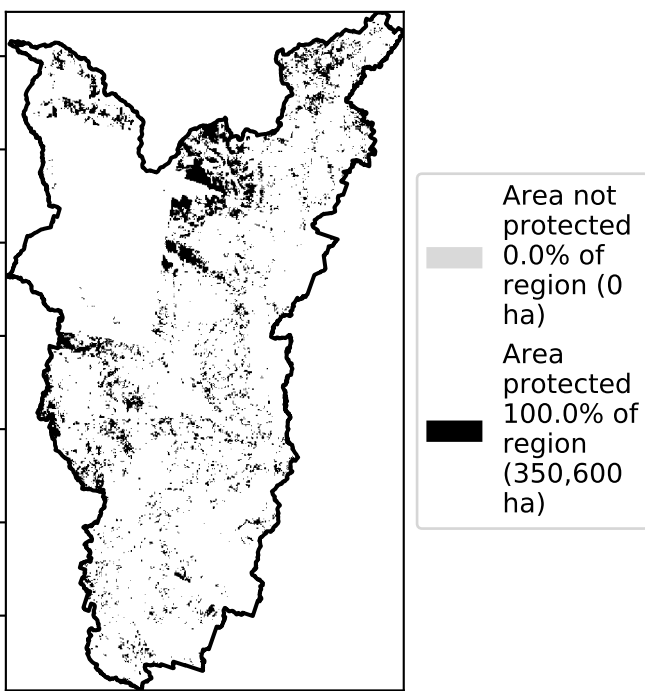 Area not
protected
0.0% of
region (0
ha)
Area
protected
100.0% of
region
(350,600
ha)